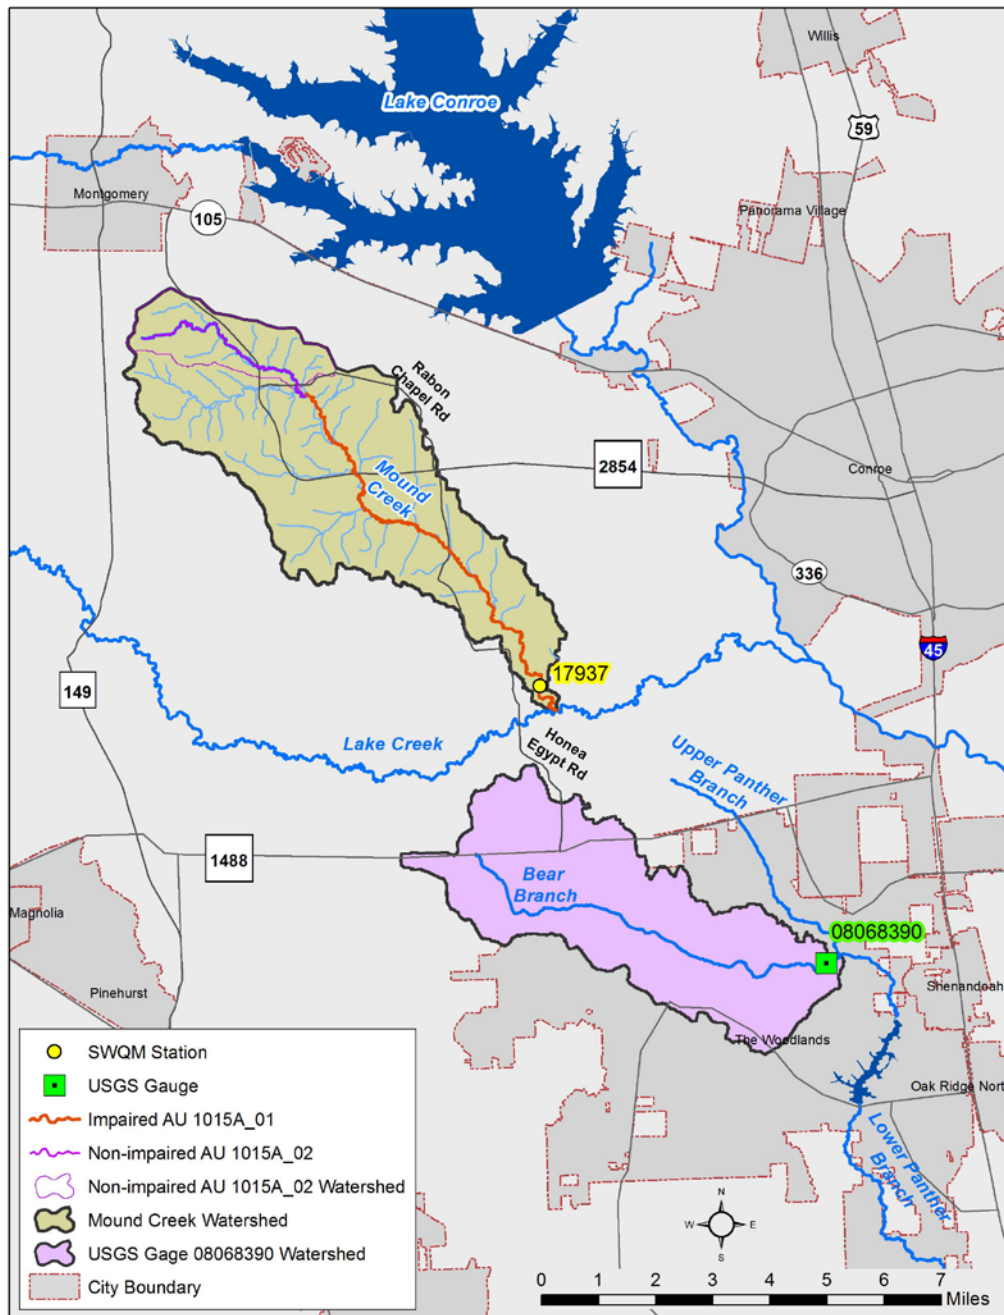 Willis
Lake Conroe
59
Montgomery
105
Panorama Village
Rabon
Chapel Rd
2854
Conroe
Mound
Creek
336
45
17937
149
Lake Creek
Honea
Egypt Rd
Upper Panther
Branch
1488
Bear
Branch
Magnolia
08068390
Pinehurst
Shenandoah
The Woodlands
Oak Ridge Nort
Lower Panther
Branch
SWQM Station
USGS Gauge
Impaired AU 1015A_01
Non-impaired AU 1015A_02
Non-impaired AU 1015A_02 Watershed
Mound Creek Watershed
USGS Gage 08068390 Watershed
City Boundary
N
W E
S
0 1 2 3 4 5 6 7
Miles